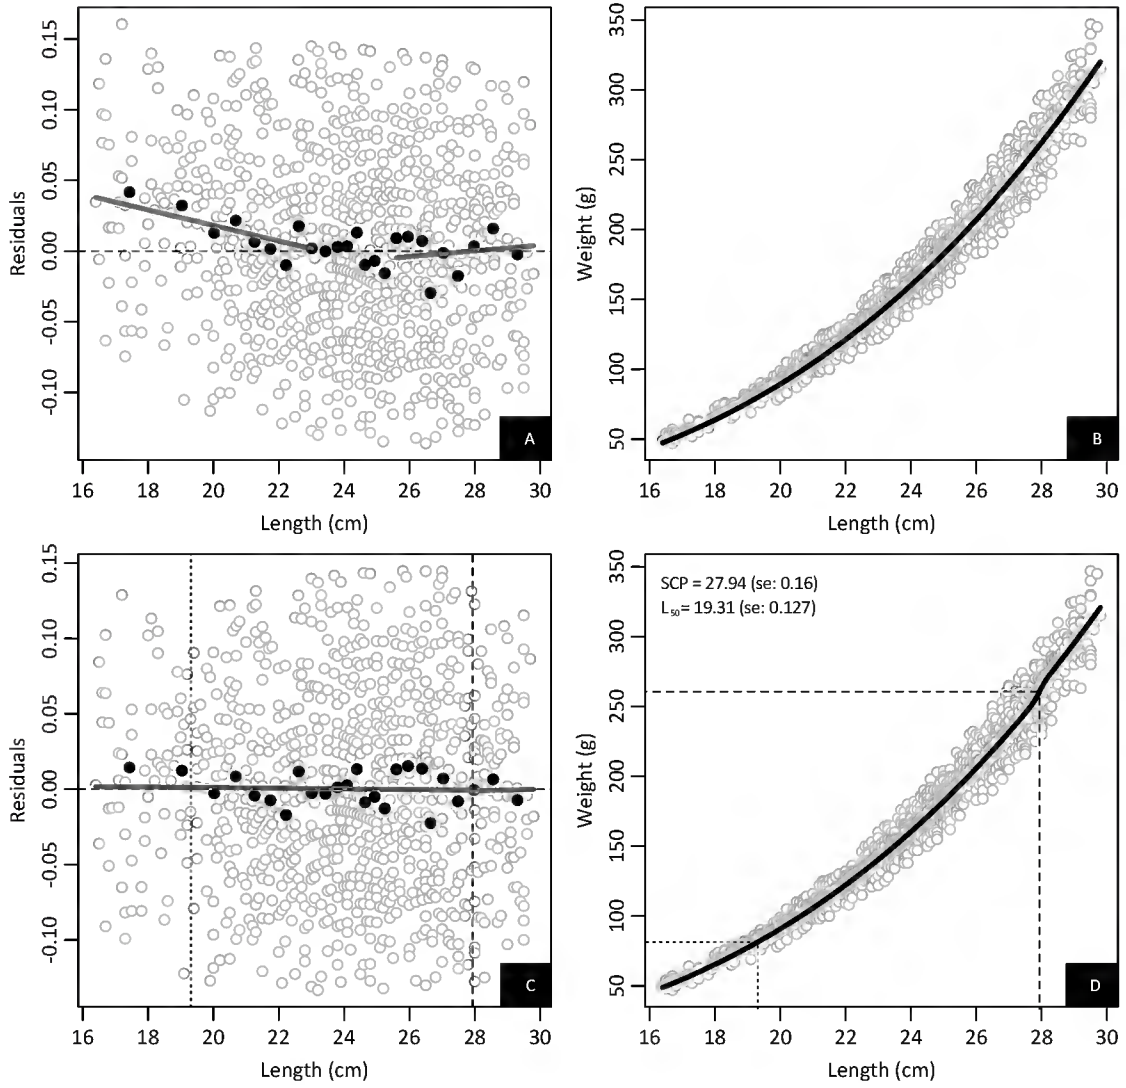 0.15
0.10
0.05
0.00
-0.05
-0.10
Residuals
16 18 20 22 24 26 28 30
Length (cm)
A
350
300
250
200
150
100
50
Weight (g)
16 18 20 22 24 26 28 30
Length (cm)
B
0.15
0.10
0.05
0.00
-0.05
-0.10
Residuals
16 18 20 22 24 26 28 30
Length (cm)
C
SCP = 27.94 (se: 0.16)
L50= 19.31 (se: 0.127)
350
300
250
200
150
100
50
Weight (g)
16 18 20 22 24 26 28 30
Length (cm)
D